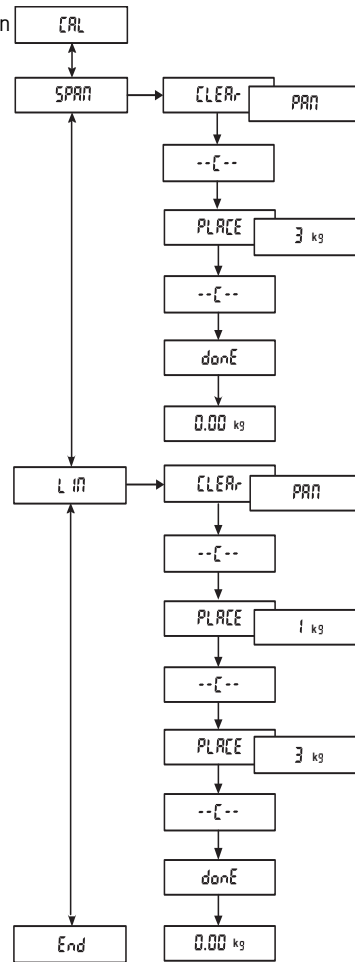 n
CAL
SPAN CLEAr PAN
--C--
PLACE 3 kg
--C--
donE
0.00 kg
LIN CLEAr PAN
--C--
PLACE 1 kg
--C--
PLACE 3 kg
--C--
donE
End 0.00 kg